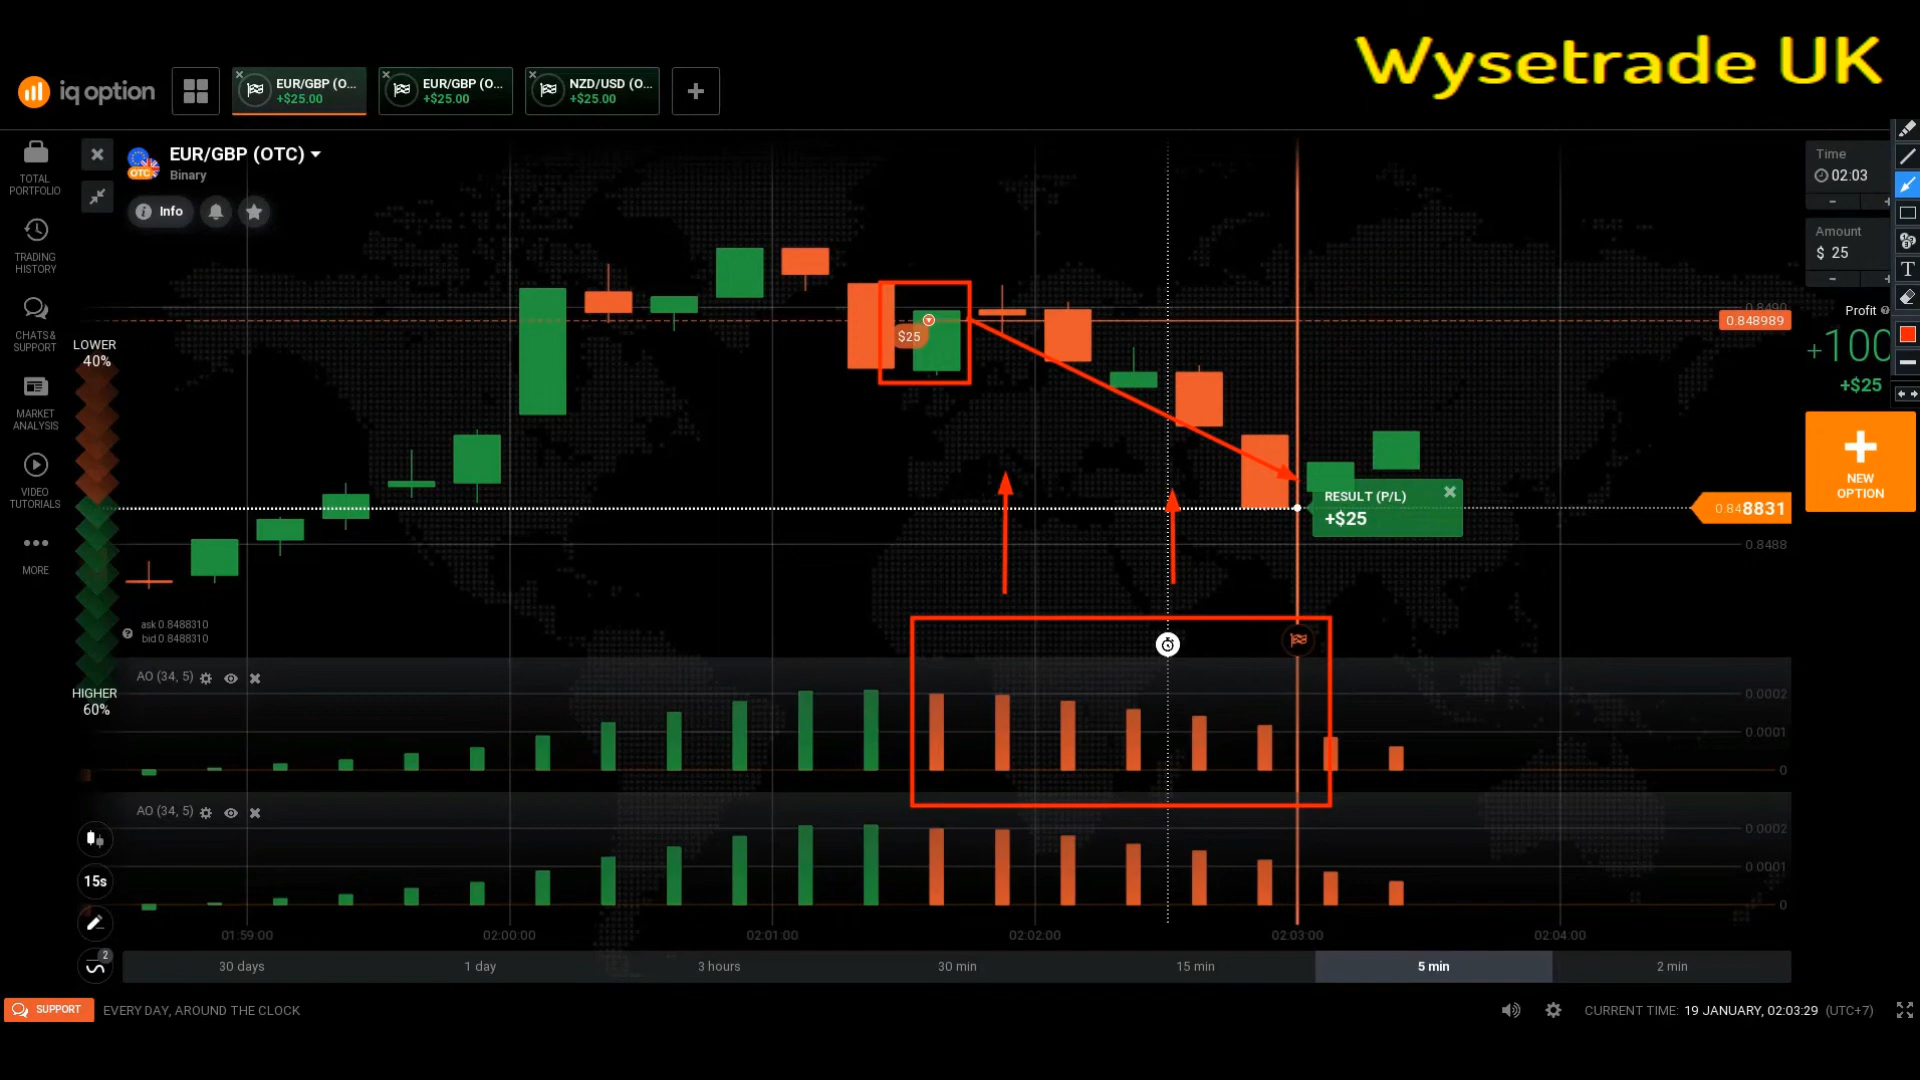 Wysetrade UK
iq option
EUR/GBP (O...
+$25.00
EUR/GBP (O...
+$25.00
NZD/USD (O...
+$25.00
TOTAL
PORTFOLIO
TRADING
HISTORY
CHATS &
SUPPORT
MARKET
ANALYSIS
VIDEO
TUTORIALS
MORE
EUR/GBP (OTC)
OTC
Binary
Info
LOWER
40%
HIGHER
60%
ask 0.8488310
bid 0.8488310
$25
RESULT (P/L)
+$25
0.8490
0.848989
0.848831
0.8488
Time
02:03
Amount
$ 25
Profit
+100
+$25
NEW
OPTION
AO (34, 5)
0.0002
0.0001
0
AO (34, 5)
0.0002
0.0001
0
15s
2
01:59:00
02:00:00
02:01:00
02:02:00
02:03:00
02:04:00
30 days
1 day
3 hours
30 min
15 min
5 min
2 min
SUPPORT
EVERY DAY, AROUND THE CLOCK
CURRENT TIME: 19 JANUARY, 02:03:29 (UTC+7)